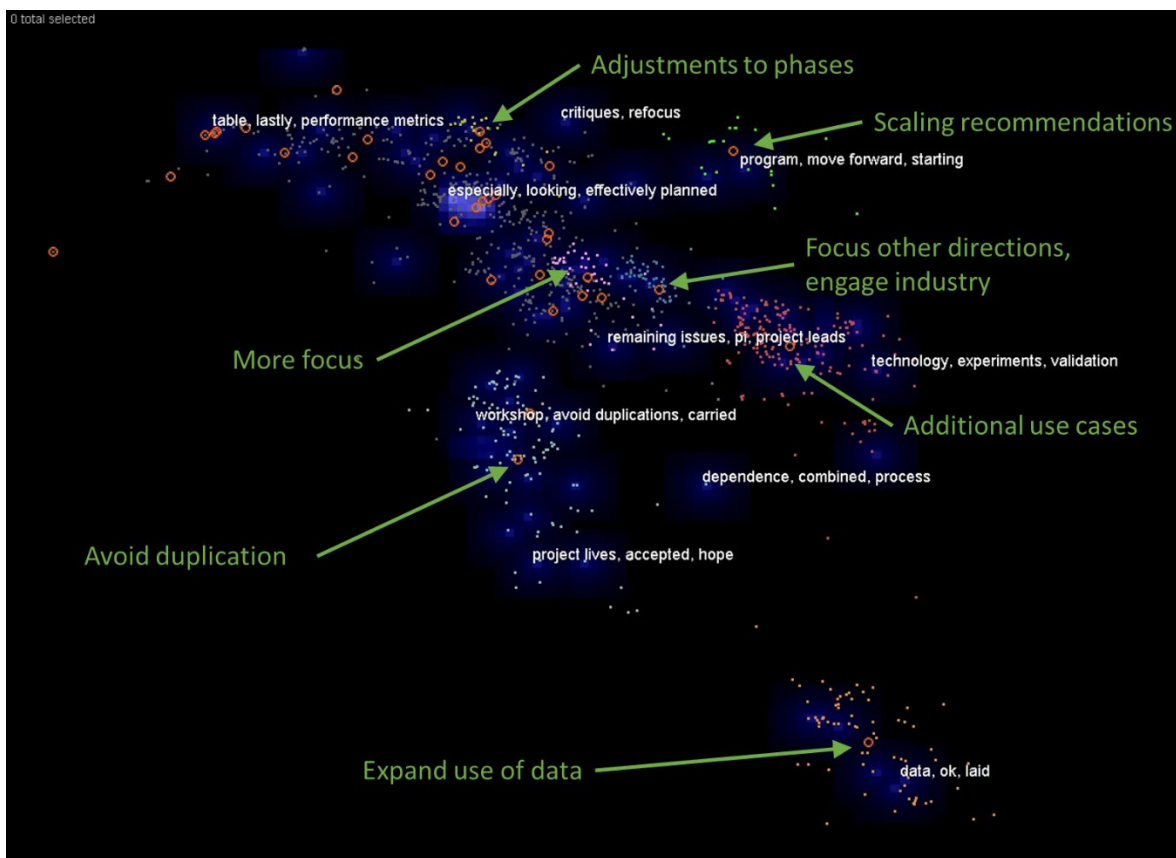 0 total selected
Adjustments to phases
table, lastly, performance metrics
critiques, refocus
Scaling recommendations
program, move forward, starting
especially, looking, effectively planned
Focus other directions,
engage industry
More focus
remaining issues, pi, project leads
technology, experiments, validation
workshop, avoid duplications, carried
Additional use cases
dependence, combined, process
Avoid duplication
project lives, accepted, hope
Expand use of data
data, ok, laid